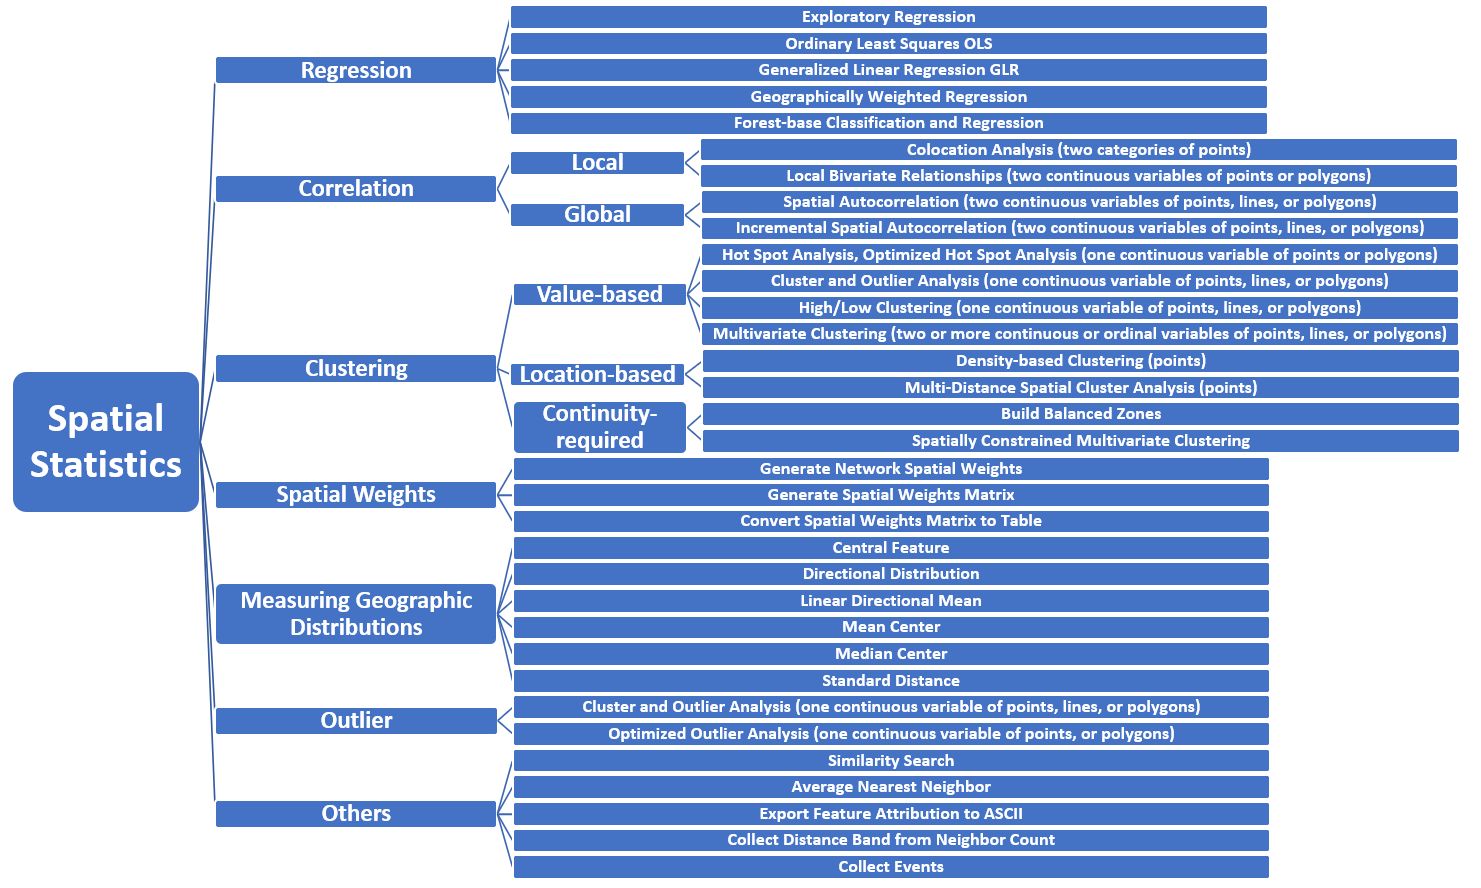 Spatial
Statistics
Regression
Exploratory Regression
Ordinary Least Squares OLS
Generalized Linear Regression GLR
Geographically Weighted Regression
Forest-base Classification and Regression
Correlation
Local
Colocation Analysis (two categories of points)
Local Bivariate Relationships (two continuous variables of points or polygons)
Global
Spatial Autocorrelation (two continuous variables of points, lines, or polygons)
Incremental Spatial Autocorrelation (two continuous variables of points, lines, or polygons)
Clustering
Value-based
Hot Spot Analysis, Optimized Hot Spot Analysis (one continuous variable of points or polygons)
Cluster and Outlier Analysis (one continuous variable of points, lines, or polygons)
High/Low Clustering (one continuous variable of points, lines, or polygons)
Multivariate Clustering (two or more continuous or ordinal variables of points, lines, or polygons)
Location-based
Density-based Clustering (points)
Multi-Distance Spatial Cluster Analysis (points)
Continuity-
required
Build Balanced Zones
Spatially Constrained Multivariate Clustering
Spatial Weights
Generate Network Spatial Weights
Generate Spatial Weights Matrix
Convert Spatial Weights Matrix to Table
Measuring Geographic
Distributions
Central Feature
Directional Distribution
Linear Directional Mean
Mean Center
Median Center
Standard Distance
Outlier
Cluster and Outlier Analysis (one continuous variable of points, lines, or polygons)
Optimized Outlier Analysis (one continuous variable of points, or polygons)
Others
Similarity Search
Average Nearest Neighbor
Export Feature Attribution to ASCII
Collect Distance Band from Neighbor Count
Collect Events